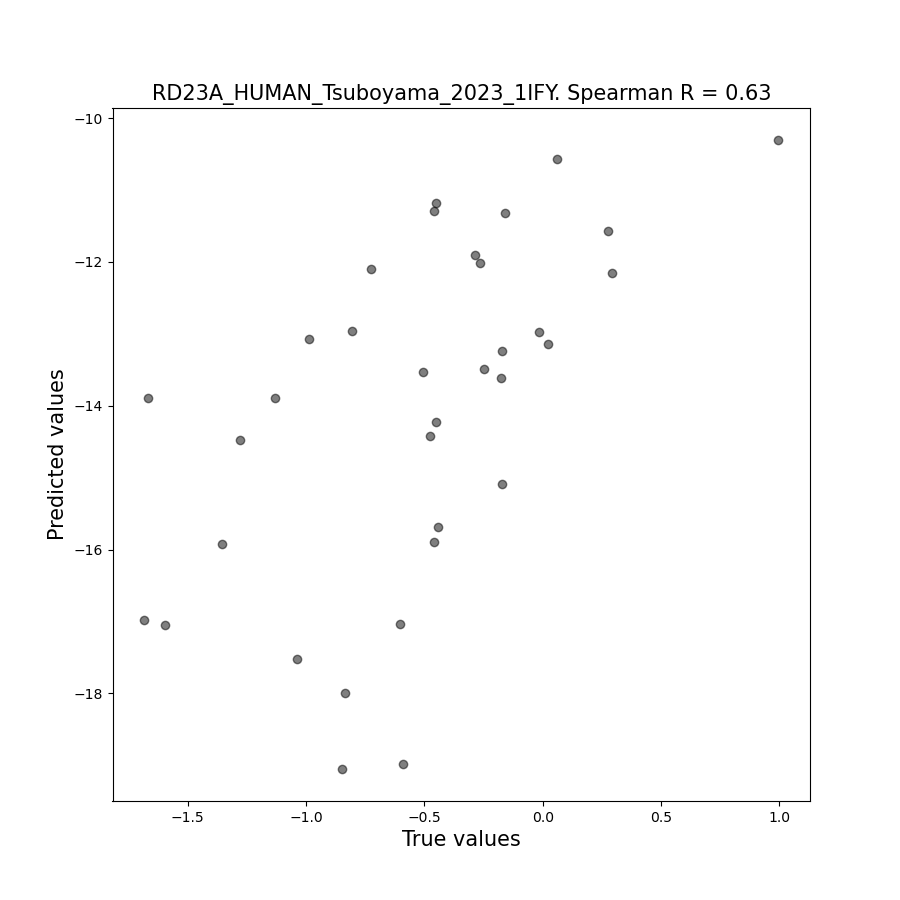 RD23A_HUMAN_Tsuboyama_2023_1IFY. Spearman R = 0.63
−10
−12
−14
−16
−18
Predicted values
−1.5 −1.0 −0.5 0.0 0.5 1.0
True values